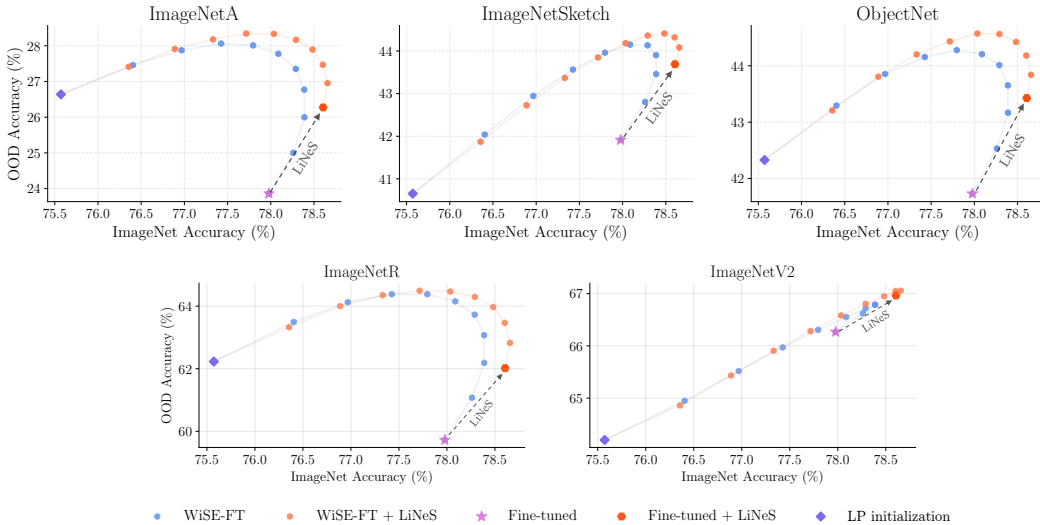 ImageNetA
ImageNetSketch
ObjectNet
OOD Accuracy (%)
28
27
26
25
24
LiNeS
75.5 76.0 76.5 77.0 77.5 78.0 78.5
ImageNet Accuracy (%)
44
43
42
41
LiNeS
75.5 76.0 76.5 77.0 77.5 78.0 78.5
ImageNet Accuracy (%)
44
43
42
LiNeS
75.5 76.0 76.5 77.0 77.5 78.0 78.5
ImageNet Accuracy (%)
ImageNetR
ImageNetV2
OOD Accuracy (%)
64
62
60
LiNeS
75.5 76.0 76.5 77.0 77.5 78.0 78.5
ImageNet Accuracy (%)
67
66
65
LiNeS
75.5 76.0 76.5 77.0 77.5 78.0 78.5
ImageNet Accuracy (%)
WiSE-FT WiSE-FT + LiNeS Fine-tuned Fine-tuned + LiNeS LP initialization